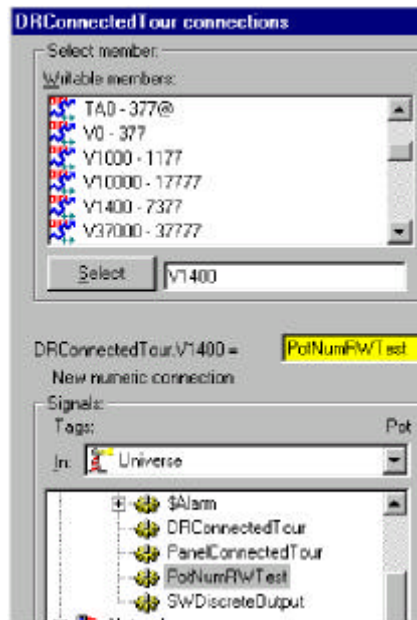 DRConnectedTour connections
Select member:
Writable members:
TA0 - 377@
V0 - 377
V1000 - 1177
V10000 - 17777
V1400 - 7377
V37000 - 37777
Select V1400
DRConnectedTour.V1400 = PotNumRWTest
New numeric connection
Signals:
Tags: Pot
In: Universe
$Alarm
DRConnectedTour
PanelConnectedTour
PotNumRWTest
SWDiscreteOutput